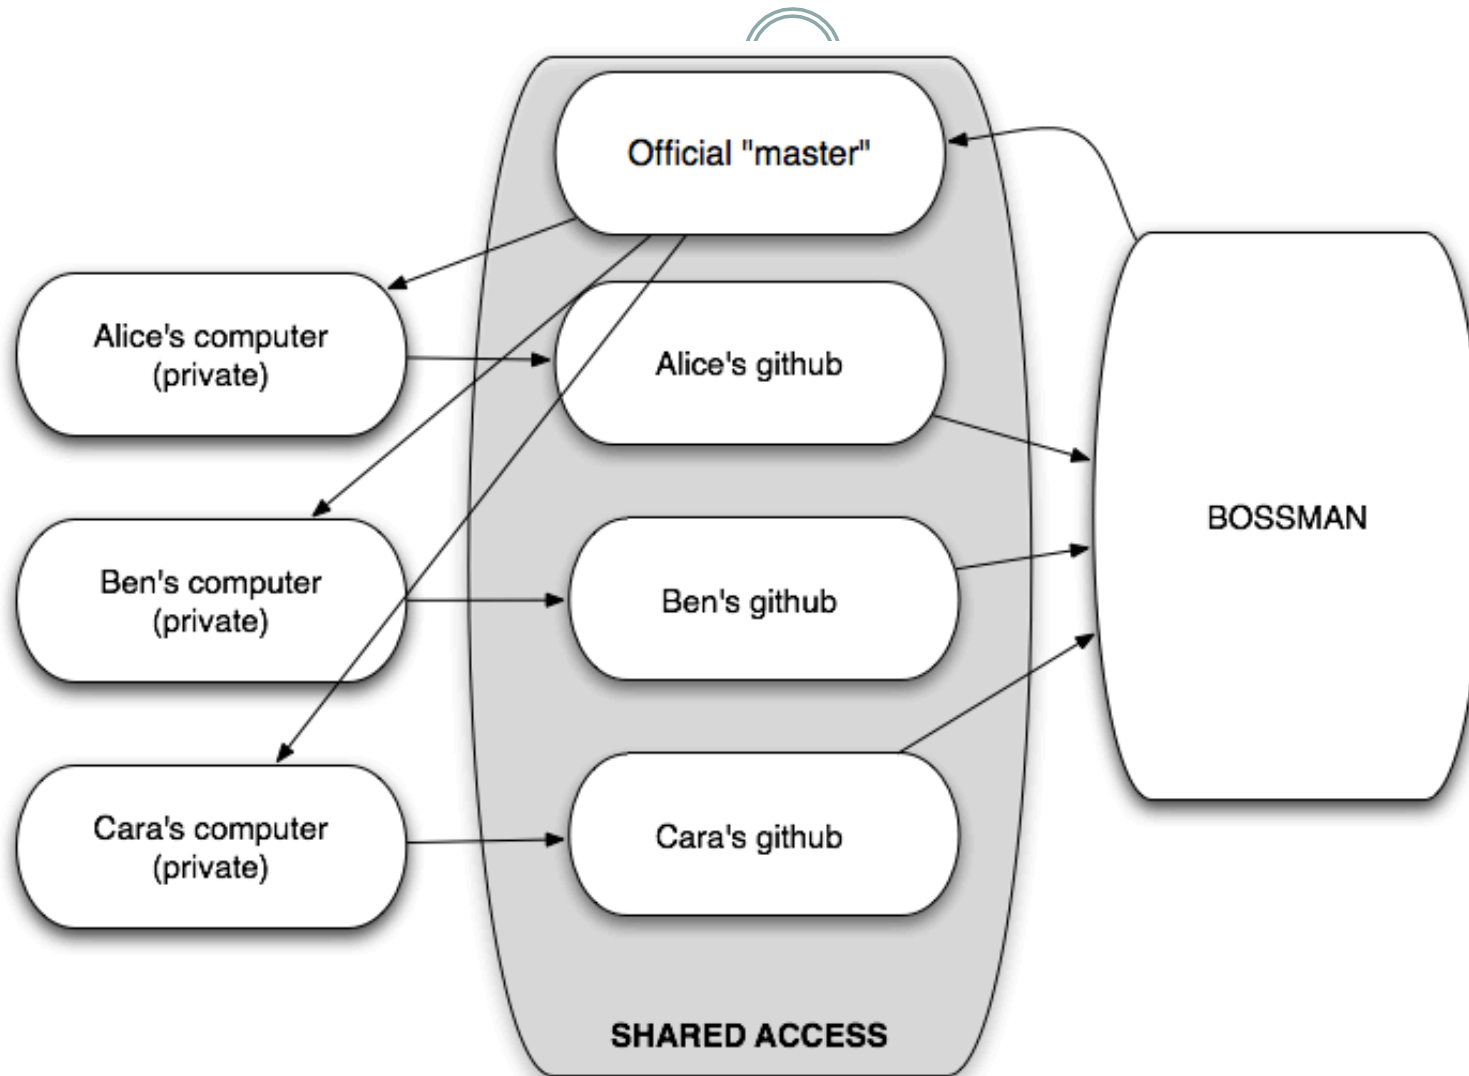 Official "master"
Alice's computer
(private)
Alice's github
BOSSMAN
Ben's computer
(private)
Ben's github
Cara's computer
(private)
Cara's github
SHARED ACCESS